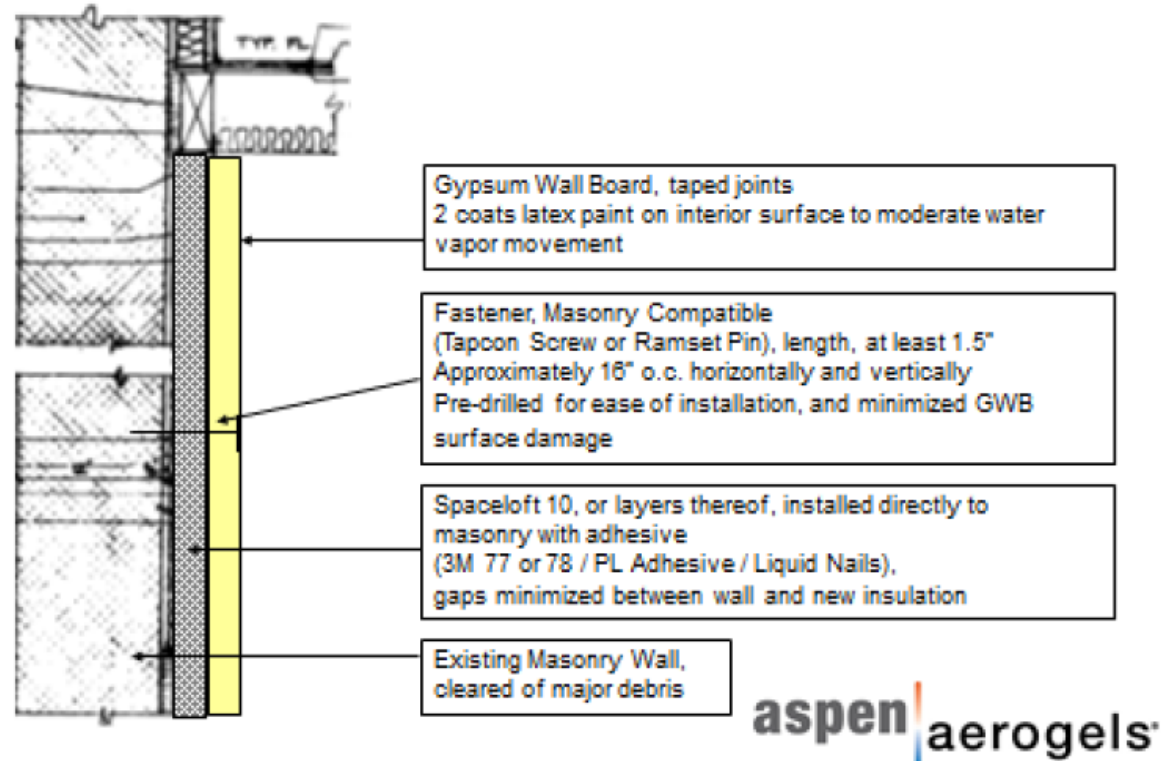 TYP. FL
Gypsum Wall Board, taped joints
2 coats latex paint on interior surface to moderate water
vapor movement
Fastener, Masonry Compatible
(Tapcon Screw or Ramset Pin), length, at least 1.5"
Approximately 16" o.c. horizontally and vertically
Pre-drilled for ease of installation, and minimized GWB
surface damage
Spaceloft 10, or layers thereof, installed directly to
masonry with adhesive
(3M 77 or 78 / PL Adhesive / Liquid Nails),
gaps minimized between wall and new insulation
Existing Masonry Wall,
cleared of major debris
aspen aerogels